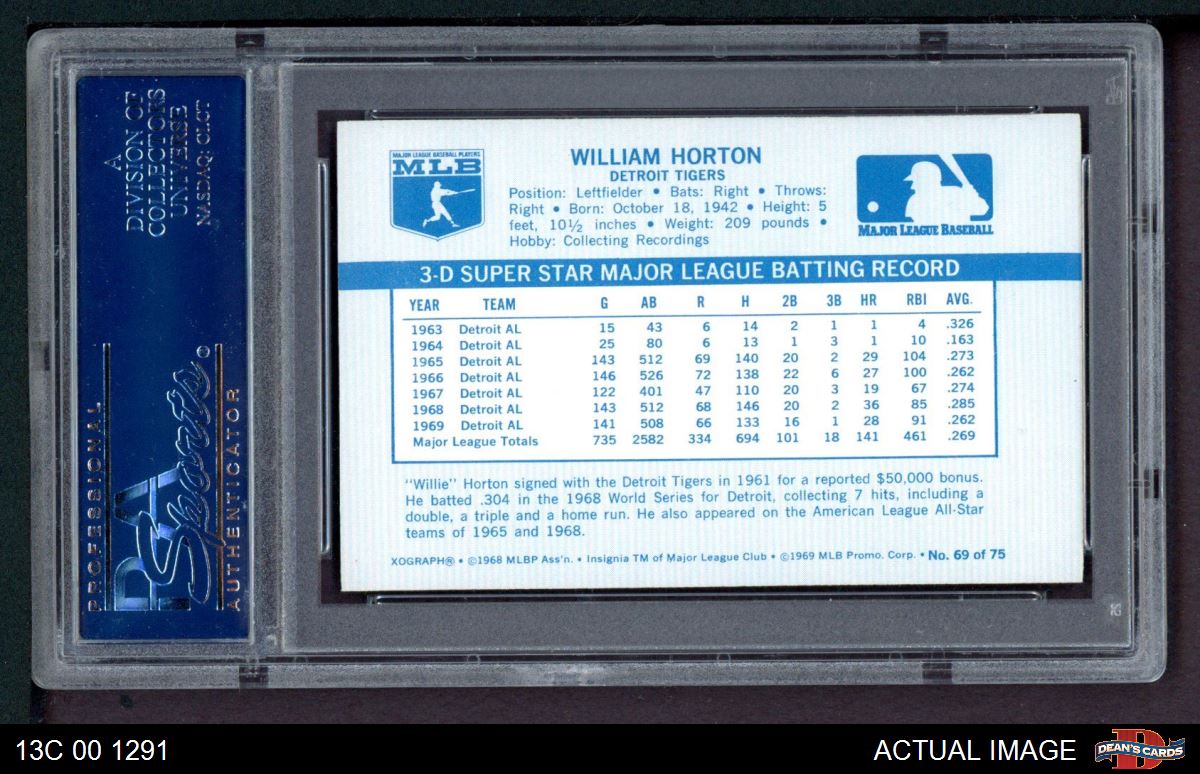 A
DIVISION OF
COLLECTORS
UNIVERSE
NASDAQ: CLCT
PROFESSIONAL
PSA
Sports
AUTHENTICATOR
MAJOR LEAGUE BASEBALL PLAYERS
MLB
WILLIAM HORTON
DETROIT TIGERS
Position: Leftfielder • Bats: Right • Throws:
Right • Born: October 18, 1942 • Height: 5
feet, 10½ inches • Weight: 209 pounds •
Hobby: Collecting Recordings
MAJOR LEAGUE BASEBALL
3-D SUPER STAR MAJOR LEAGUE BATTING RECORD
YEAR TEAM G AB R H 2B 3B HR RBI AVG.
1963 Detroit AL 15 43 6 14 2 1 1 4 .326
1964 Detroit AL 25 80 6 13 1 3 1 10 .163
1965 Detroit AL 143 512 69 140 20 2 29 104 .273
1966 Detroit AL 146 526 72 138 22 6 27 100 .262
1967 Detroit AL 122 401 47 110 20 3 19 67 .274
1968 Detroit AL 143 512 68 146 20 2 36 85 .285
1969 Detroit AL 141 508 66 133 16 1 28 91 .262
Major League Totals 735 2582 334 694 101 18 141 461 .269
"Willie" Horton signed with the Detroit Tigers in 1961 for a reported $50,000 bonus.
He batted .304 in the 1968 World Series for Detroit, collecting 7 hits, including a
double, a triple and a home run. He also appeared on the American League All-Star
teams of 1965 and 1968.
XOGRAPH® • ©1968 MLBP Ass'n. • Insignia TM of Major League Club • ©1969 MLB Promo. Corp. • No. 69 of 75
13C 00 1291
ACTUAL IMAGE
DEAN'S CARDS